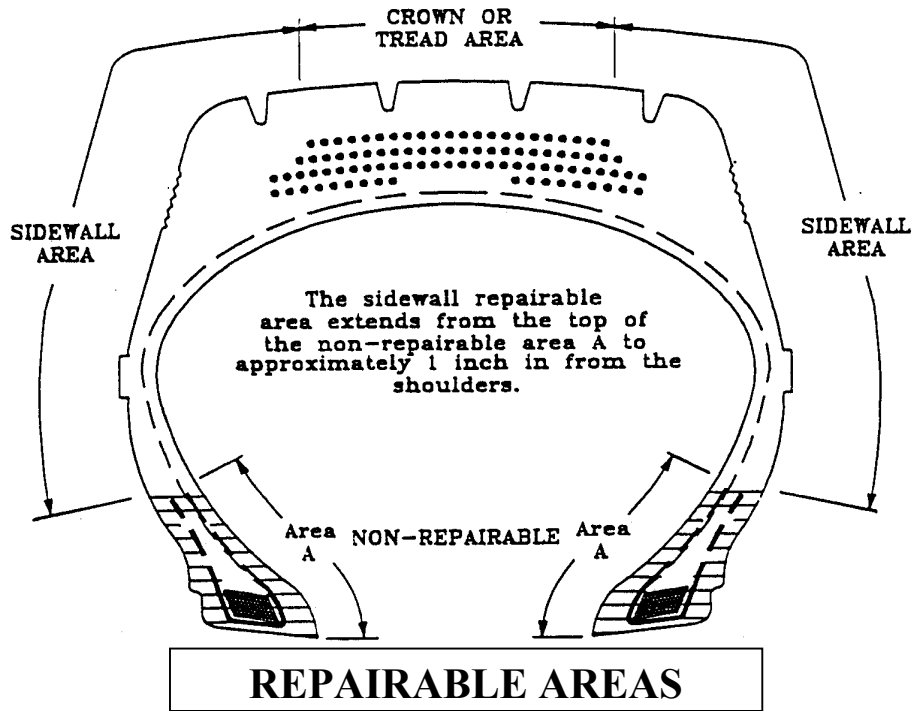 CROWN OR
TREAD AREA
SIDEWALL
AREA
SIDEWALL
AREA
The sidewall repairable
area extends from the top of
the non-repairable area A to
approximately 1 inch in from the
shoulders.
Area
A
NON-REPAIRABLE
Area
A
REPAIRABLE AREAS